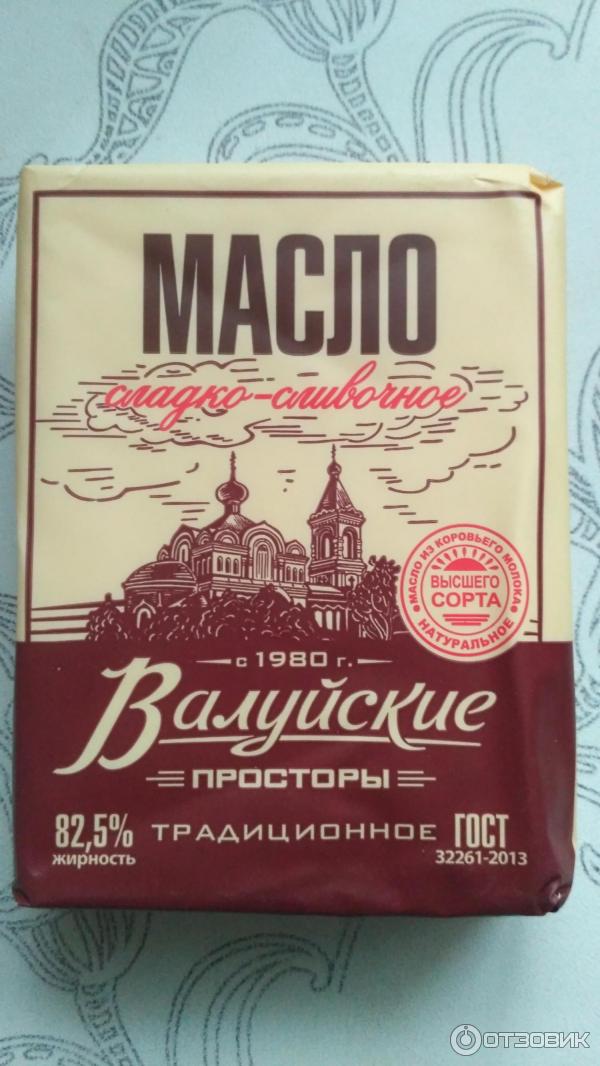 МАСЛО
сладко-сливочное
МАСЛО ИЗ КОРОВЬЕГО МОЛОКА
ВЫСШЕГО
СОРТА
НАТУРАЛЬНОЕ
с 1980 г.
Валуйские
ПРОСТОРЫ
82,5% ТРАДИЦИОННОЕ ГОСТ
жирность 32261-2013
ОТЗОВИК